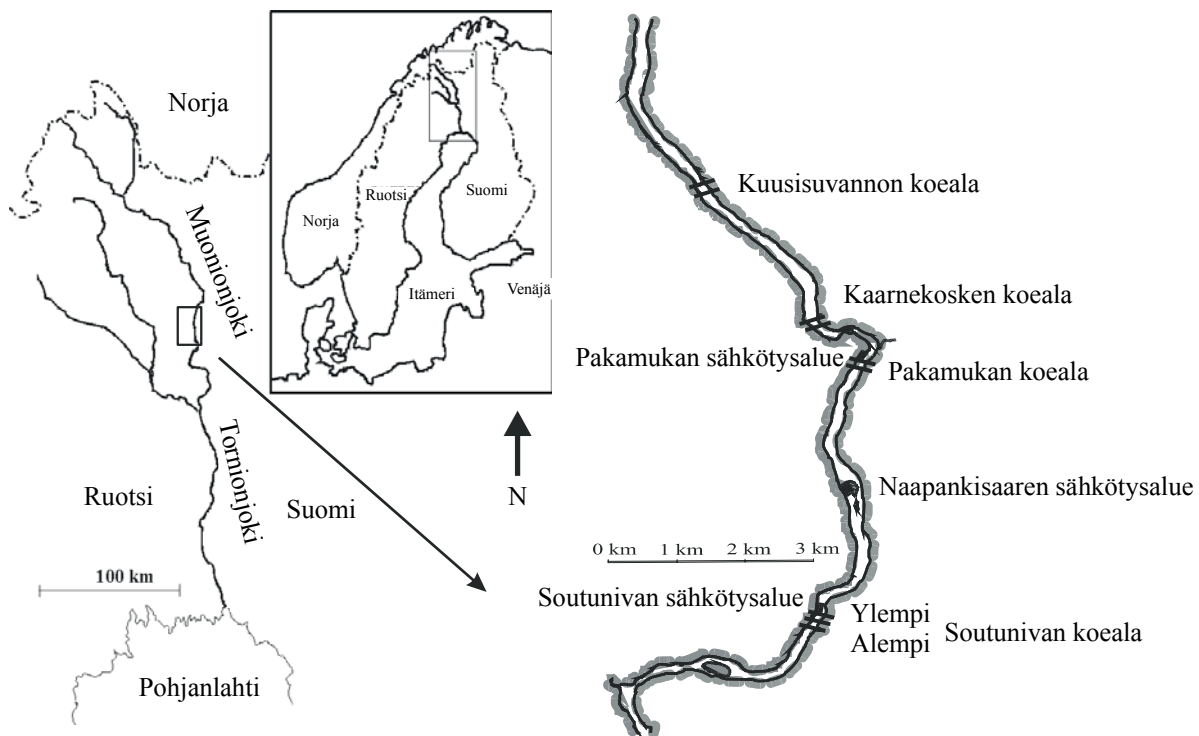 Norja
Muonionjoki
Tornionjoki
Ruotsi
Suomi
100 km
Pohjanlahti
Norja
Ruotsi
Suomi
Itämeri
Venäjä
N
Kuusisuvannon koeala
Kaarnekosken koeala
Pakamukan sähkötysalue
Pakamukan koeala
Naapankisaaren sähkötysalue
0 km 1 km 2 km 3 km
Soutunivan sähkötysalue
Ylempi
Alempi
Soutunivan koeala